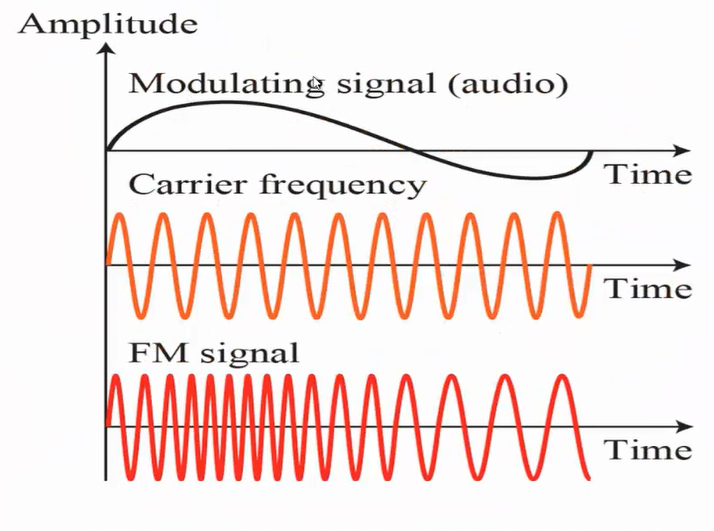 Amplitude
Modulating signal (audio)
Time
Carrier frequency
Time
FM signal
Time